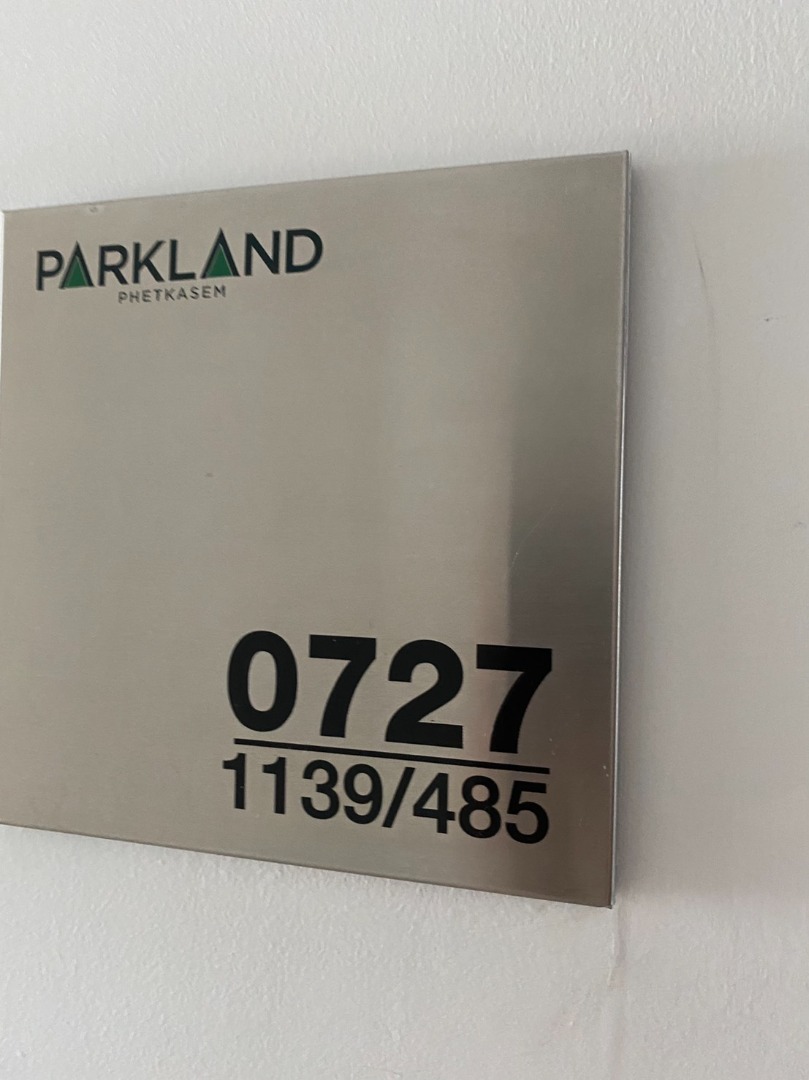 PARKLAND
PHETKASEM
0727
1139/485